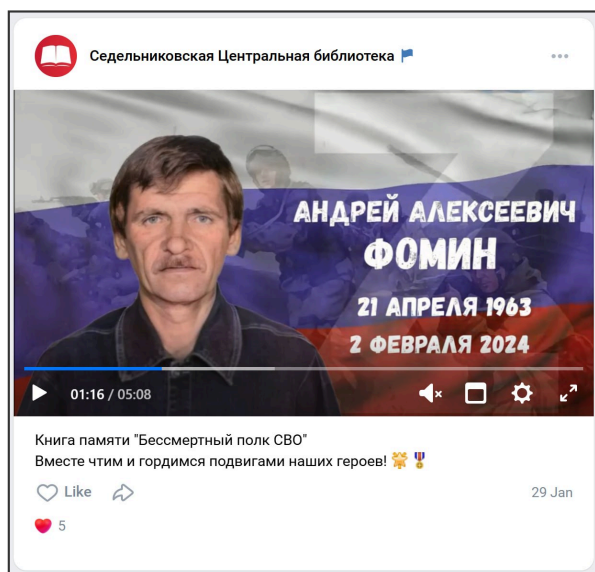 Седельниковская Центральная библиотека
АНДРЕЙ АЛЕКСЕЕВИЧ
ФОМИН
21 АПРЕЛЯ 1963
2 ФЕВРАЛЯ 2024
01:16 / 05:08
Книга памяти "Бессмертный полк СВО"
Вместе чтим и гордимся подвигами наших героев!
Like
29 Jan
5